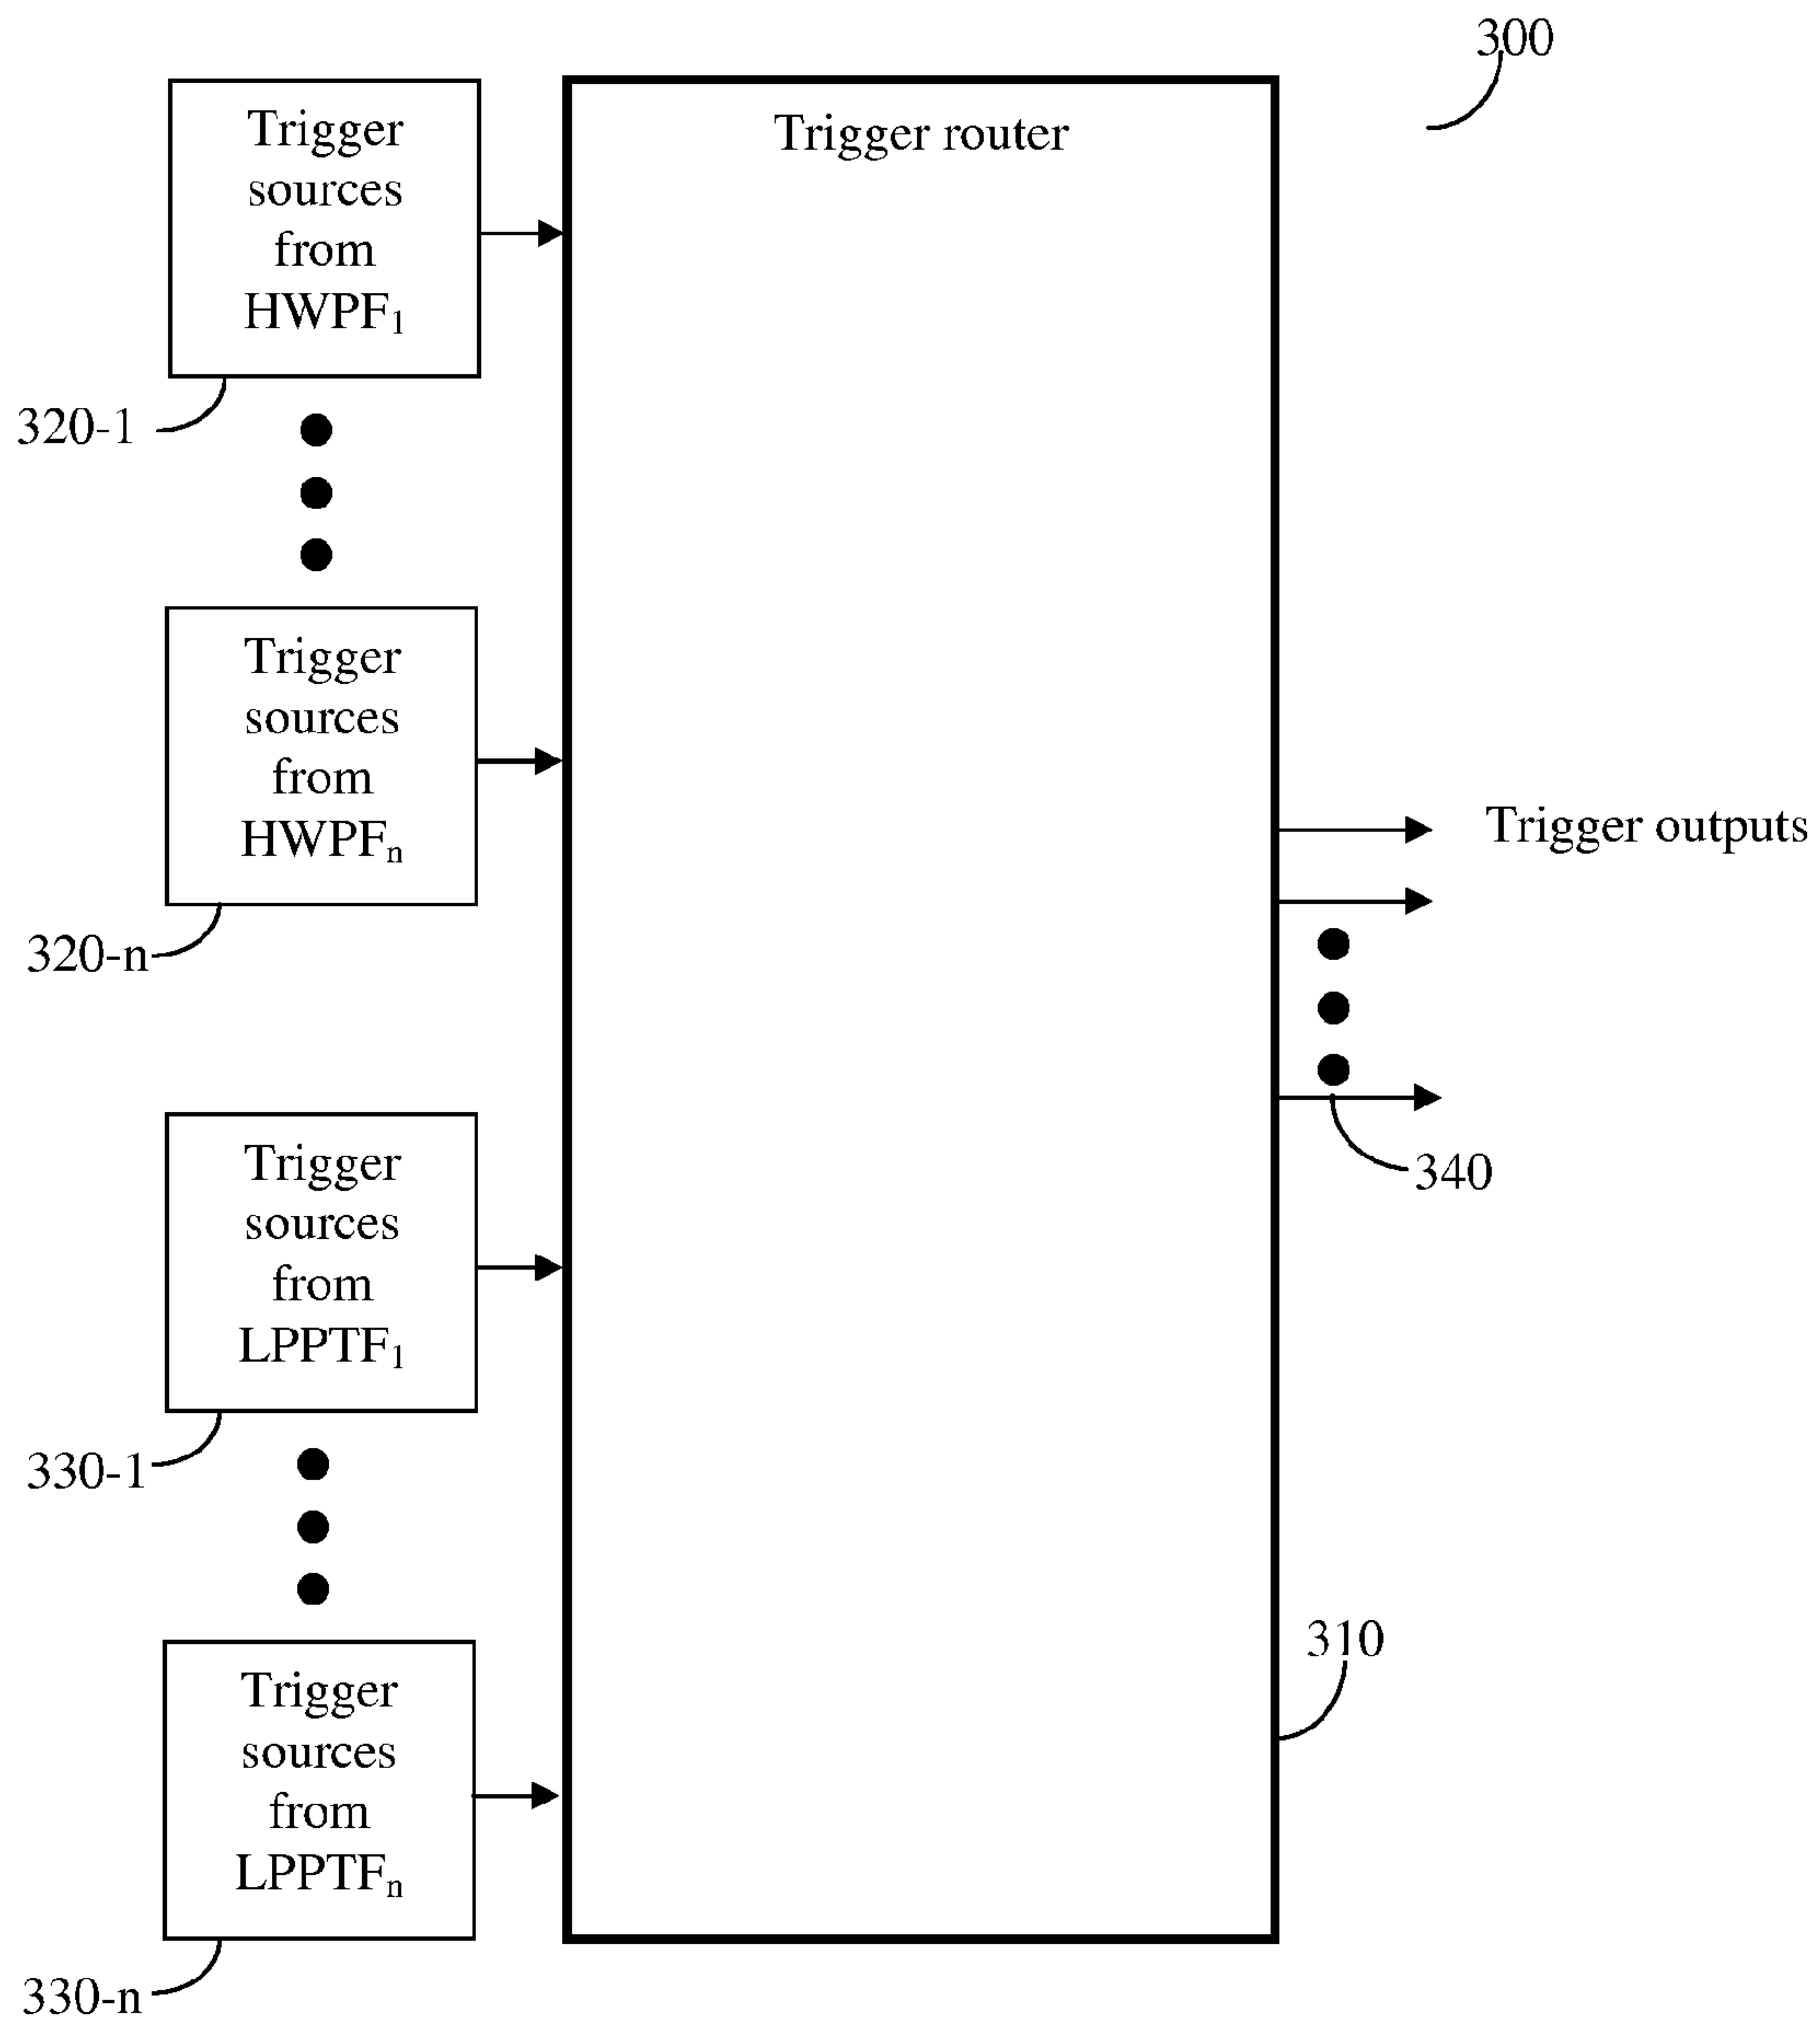 300
Trigger
sources
from
HWPF1
320-1
Trigger router
Trigger
sources
from
HWPFn
320-n
Trigger outputs
340
Trigger
sources
from
LPPTF1
330-1
310
Trigger
sources
from
LPPTFn
330-n